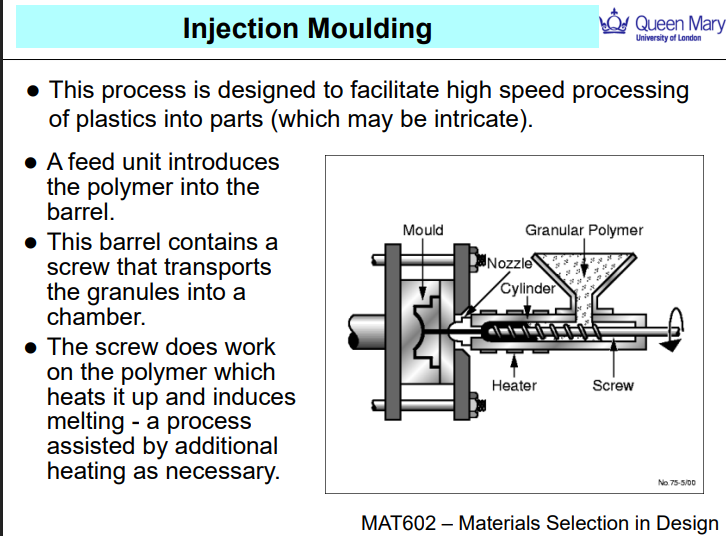 Injection Moulding
Queen Mary
University of London
● This process is designed to facilitate high speed processing
of plastics into parts (which may be intricate).
● A feed unit introduces
the polymer into the
barrel.
● This barrel contains a
screw that transports
the granules into a
chamber.
● The screw does work
on the polymer which
heats it up and induces
melting - a process
assisted by additional
heating as necessary.
Mould
Granular Polymer
Nozzle
Cylinder
Heater
Screw
No.75-5/00
MAT602 – Materials Selection in Design